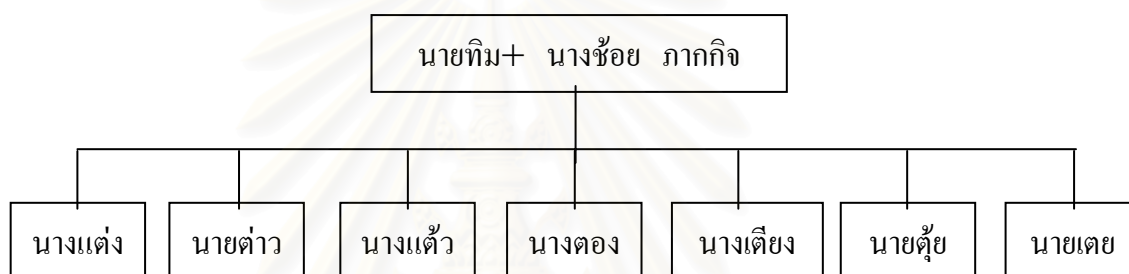 นายทิม+ นางช้อย ภากกิจ
นางแต่ง นายต่าว นางแต้ว นางตอง นางเตียง นายตุ้ย นายเตย